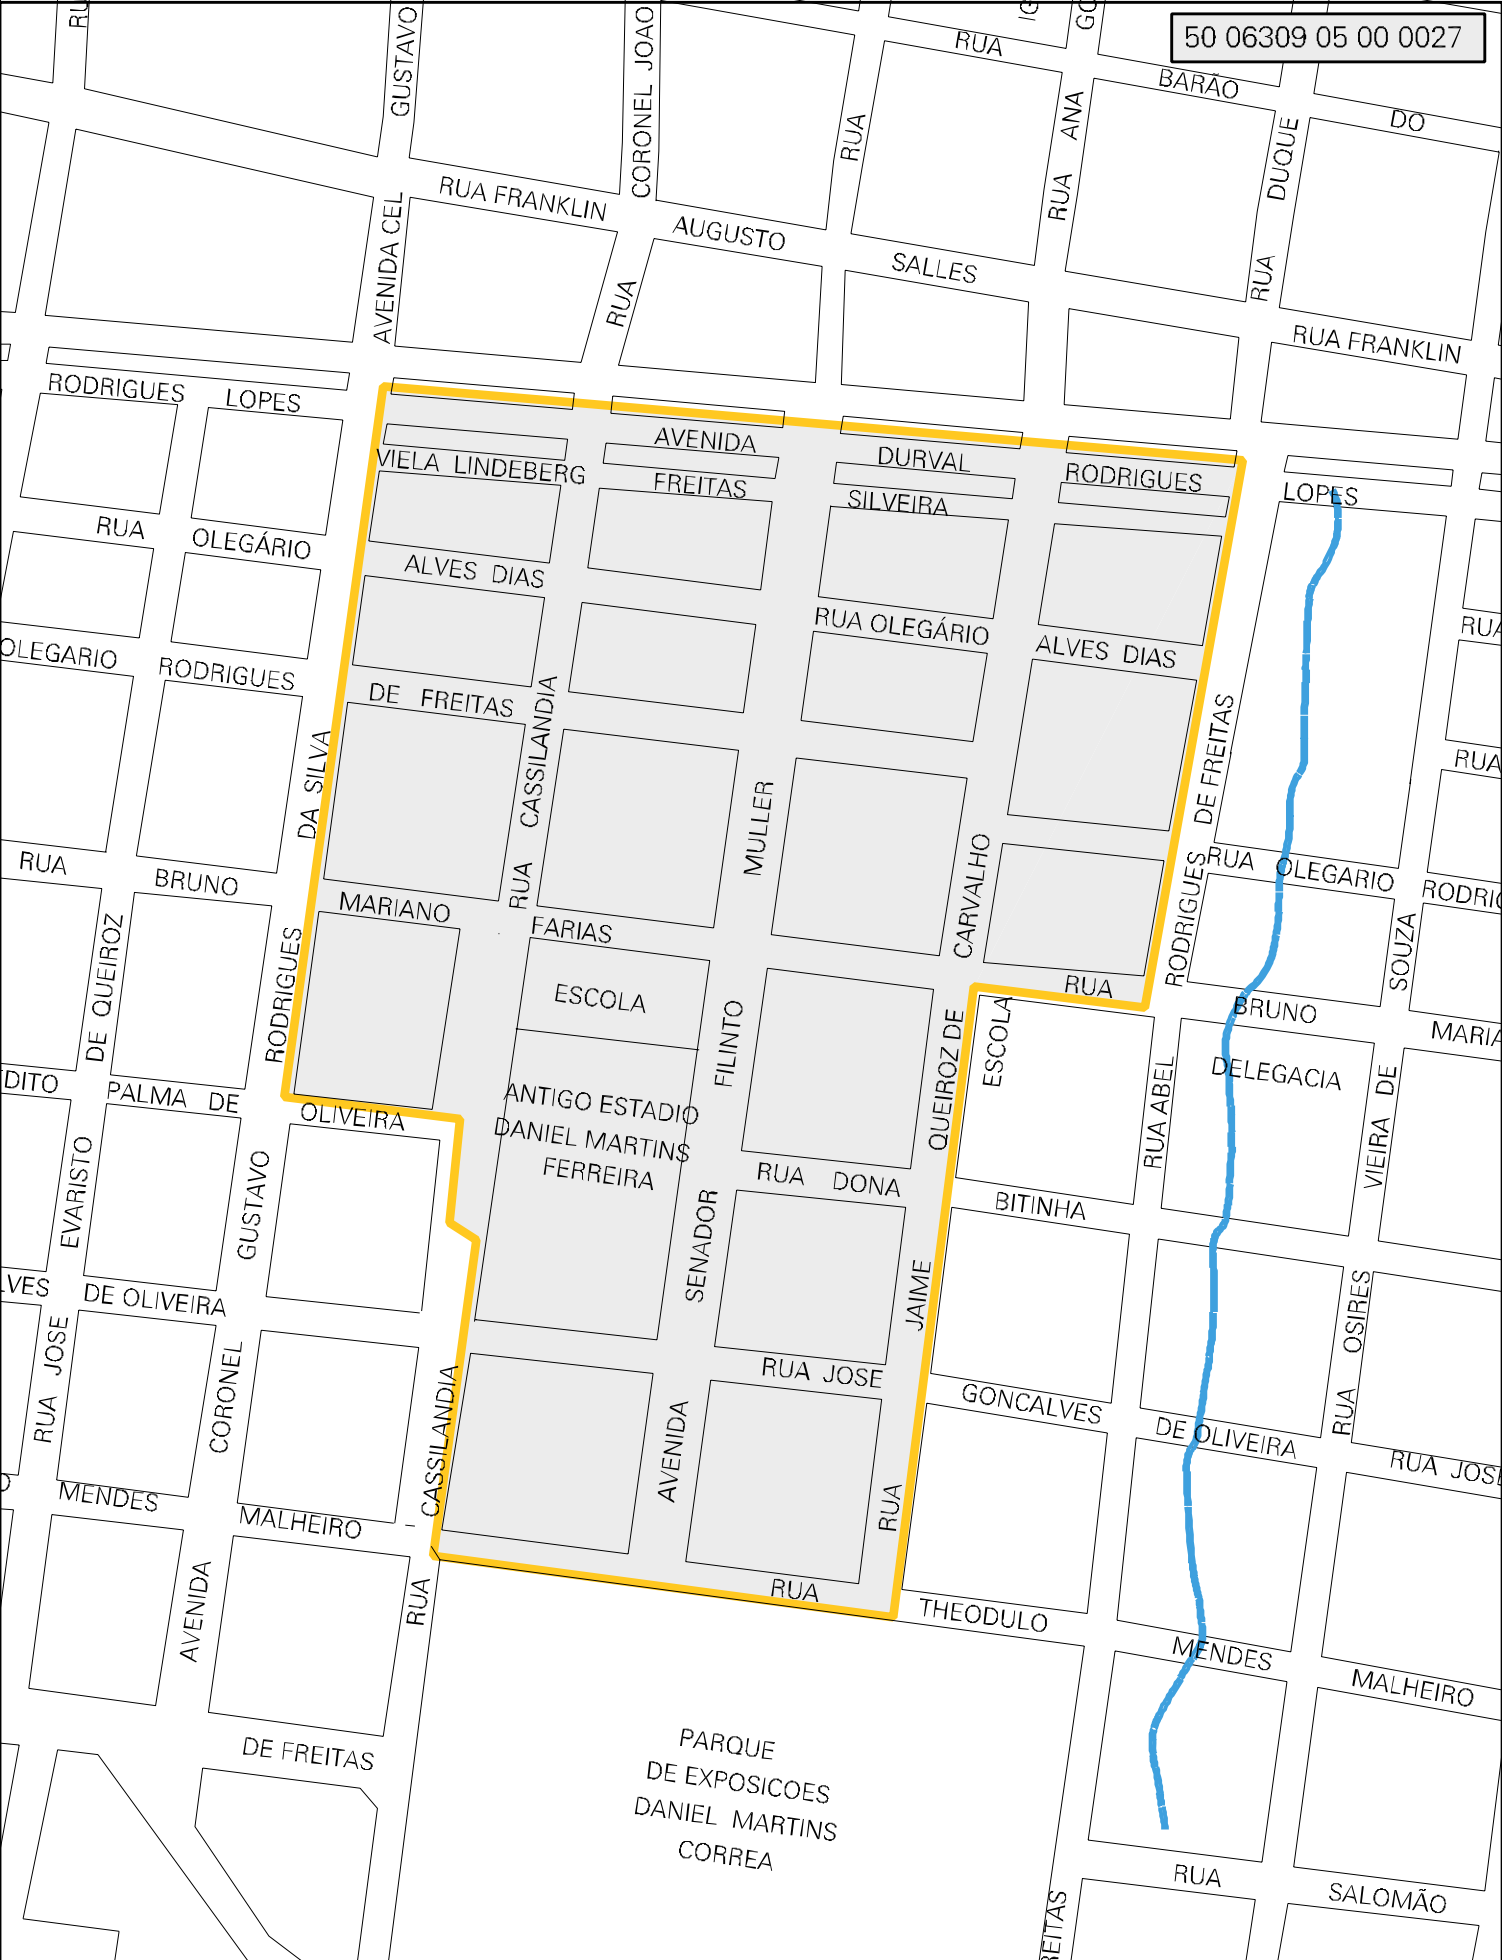 50 06309 05 00 0027
GUSTAVO
CORONEL JOAO
RUA
BARÃO
DO
RUA
RUA ANA
RUA DUQUE
RUA FRANKLIN
AUGUSTO
SALLES
AVENIDA CEL
RUA
RUA FRANKLIN
RODRIGUES
LOPES
AVENIDA
DURVAL
RODRIGUES
LOPES
VIELA LINDEBERG
FREITAS
SILVEIRA
RUA
OLEGÁRIO
ALVES DIAS
RUA OLEGÁRIO
ALVES DIAS
RUA
OLEGARIO
RODRIGUES
DE FREITAS
RUA CASSILANDIA
DA SILVA
MULLER
DE FREITAS
RUA
RUA
BRUNO
MARIANO
FARIAS
CARVALHO
RODRIGUES
RUA OLEGARIO
SOUZA
DE QUEIROZ
RODRIGUES
ESCOLA
FILINTO
RUA
BRUNO
QUEIROZ DE
ESCOLA
RUA ABEL
DELEGACIA
VIEIRA DE
PALMA DE
OLIVEIRA
ANTIGO ESTADIO
DANIEL MARTINS
FERREIRA
EVARISTO
GUSTAVO
SENADOR
RUA DONA
BITINHA
DE OLIVEIRA
JAIME
RUA OSIRES
RUA JOSE
CORONEL
CASSILANDIA
RUA JOSE
GONCALVES
DE OLIVEIRA
AVENIDA
RUA
MENDES
MALHEIRO
AVENIDA
RUA
RUA
THEODULO
MENDES
MALHEIRO
DE FREITAS
PARQUE
DE EXPOSICOES
DANIEL MARTINS
CORREA
RUA
SALOMÃO